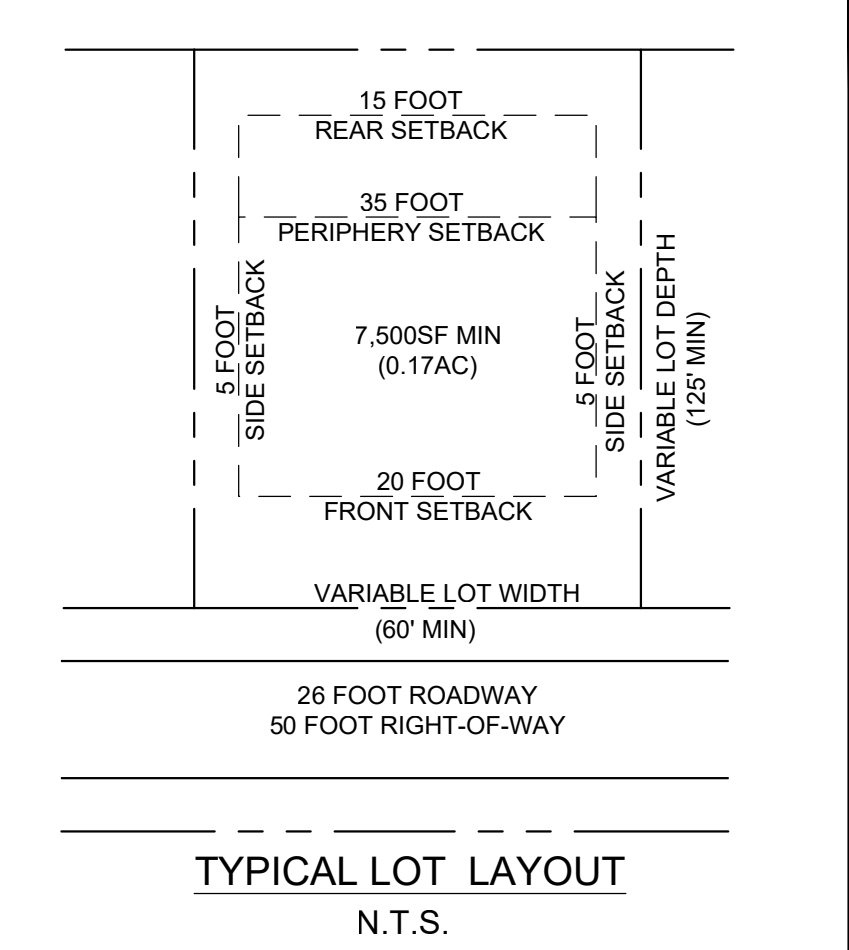 15 FOOT
REAR SETBACK
35 FOOT
PERIPHERY SETBACK
5 FOOT
SIDE SETBACK
7,500SF MIN
(0.17AC)
5 FOOT
SIDE SETBACK
VARIABLE LOT DEPTH
(125' MIN)
20 FOOT
FRONT SETBACK
VARIABLE LOT WIDTH
(60' MIN)
26 FOOT ROADWAY
50 FOOT RIGHT-OF-WAY
TYPICAL LOT LAYOUT
N.T.S.